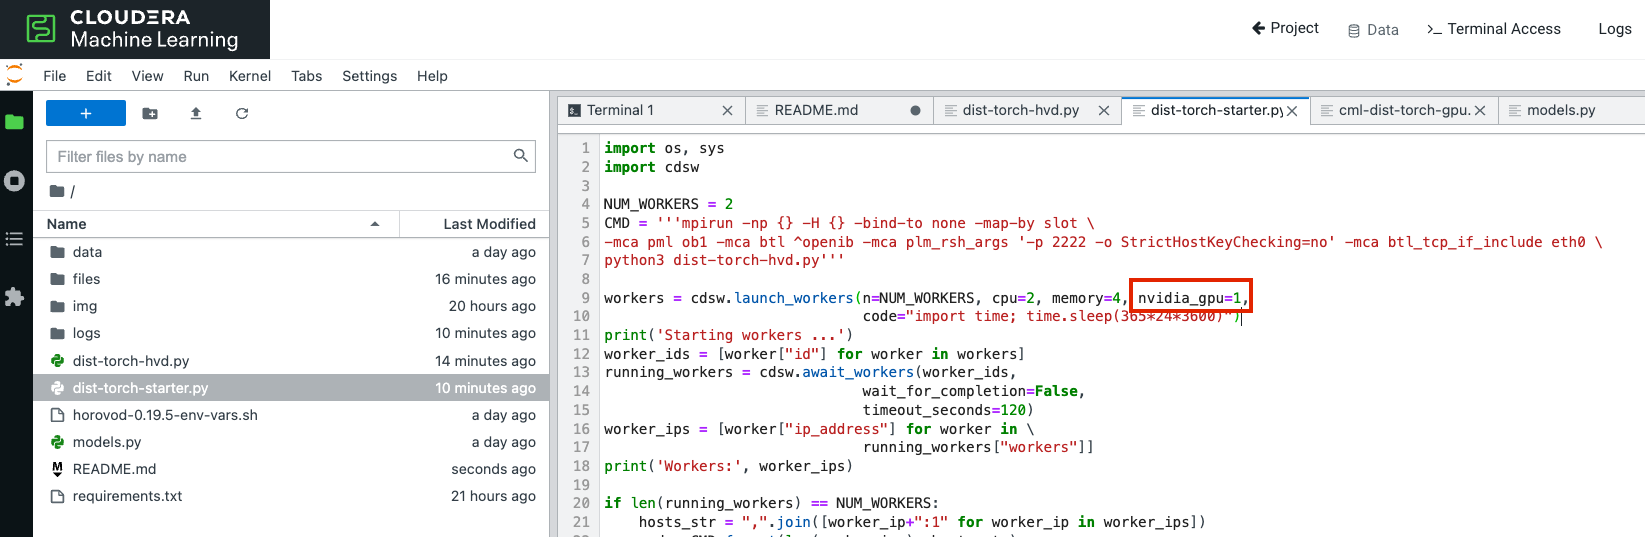 CLOUDERA
Machine Learning
Project
Data
Terminal Access
Logs
File Edit View Run Kernel Tabs Settings Help
+
Filter files by name
/
Name Last Modified
data a day ago
files 16 minutes ago
img 20 hours ago
logs 10 minutes ago
dist-torch-hvd.py 14 minutes ago
dist-torch-starter.py 10 minutes ago
horovod-0.19.5-env-vars.sh a day ago
models.py a day ago
README.md seconds ago
requirements.txt 21 hours ago
Terminal 1 README.md dist-torch-hvd.py dist-torch-starter.py cml-dist-torch-gpu. models.py
1 import os, sys
2 import cdsw
3
4 NUM_WORKERS = 2
5 CMD = '''mpirun -np {} -H {} -bind-to none -map-by slot \
6 -mca pml ob1 -mca btl ^openib -mca plm_rsh_args '-p 2222 -o StrictHostKeyChecking=no' -mca btl_tcp_if_include eth0 \
7 python3 dist-torch-hvd.py'''
8
9 workers = cdsw.launch_workers(n=NUM_WORKERS, cpu=2, memory=4, nvidia_gpu=1,
10 code="import time; time.sleep(365*24*3600)")
11 print('Starting workers ...')
12 worker_ids = [worker["id"] for worker in workers]
13 running_workers = cdsw.await_workers(worker_ids,
14 wait_for_completion=False,
15 timeout_seconds=120)
16 worker_ips = [worker["ip_address"] for worker in \
17 running_workers["workers"]]
18 print('Workers:', worker_ips)
19
20 if len(running_workers) == NUM_WORKERS:
21 hosts_str = ",".join([worker_ip+":1" for worker_ip in worker_ips])